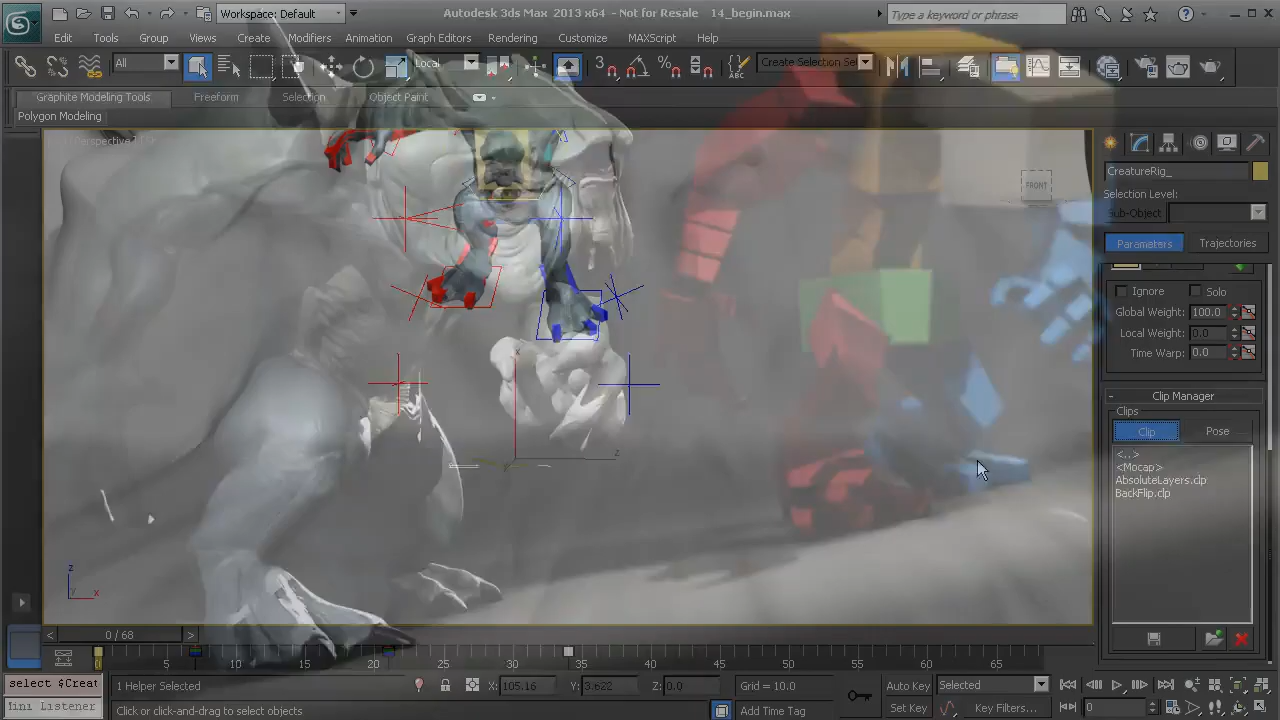 Workspace: Default
Autodesk 3ds Max 2013 x64 - Not for Resale 14_begin.max
Type a keyword or phrase
Edit Tools Group Views Create Modifiers Animation Graph Editors Rendering Customize MAXScript Help
All
Local
Create Selection Se
Graphite Modeling Tools Freeform Selection Object Paint
Polygon Modeling
FRONT
CreatureRig_
Selection Level:
Sub-Object
Parameters Trajectories
Ignore Solo
Global Weight: 100.0
Local Weight: 0.0
Time Warp: 0.0
- Clip Manager
Clips
Clip Pose
<..>
<Mocap>
AbsoluteLayers.clp
BackFlip.clp
x
z
z
x
0 / 68
5 10 15 20 25 30 35 40 45 50 55 60 65
select $Creat
1 Helper Selected
X: 105.16 Y: 3.622 Z: 0.0
Grid = 10.0
Auto Key Selected
Mini Listener
Click or click-and-drag to select objects
Add Time Tag
Set Key Key Filters...
0